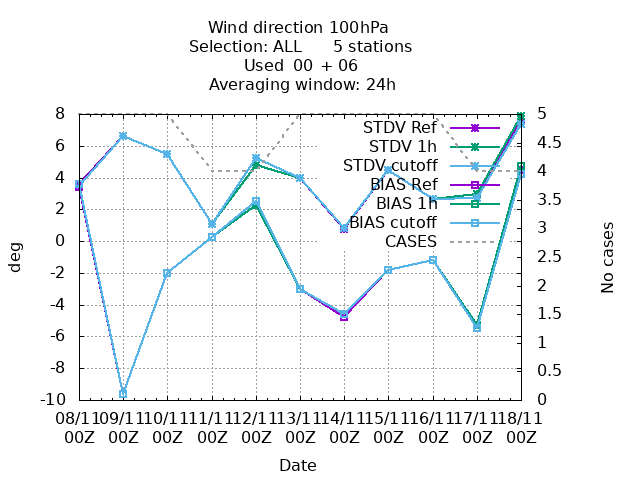 Wind direction 100hPa
Selection: ALL 5 stations
Used 00 + 06
Averaging window: 24h
8
6
4
2
0
-2
-4
-6
-8
-10
deg
5
4.5
4
3.5
3
2.5
2
1.5
1
0.5
0
No cases
STDV Ref
STDV 1h
STDV cutoff
BIAS Ref
BIAS 1h
BIAS cutoff
CASES
08/11 09/11 10/11 11/11 12/11 13/11 14/11 15/11 16/11 17/11 18/11
00Z 00Z 00Z 00Z 00Z 00Z 00Z 00Z 00Z 00Z 00Z
Date